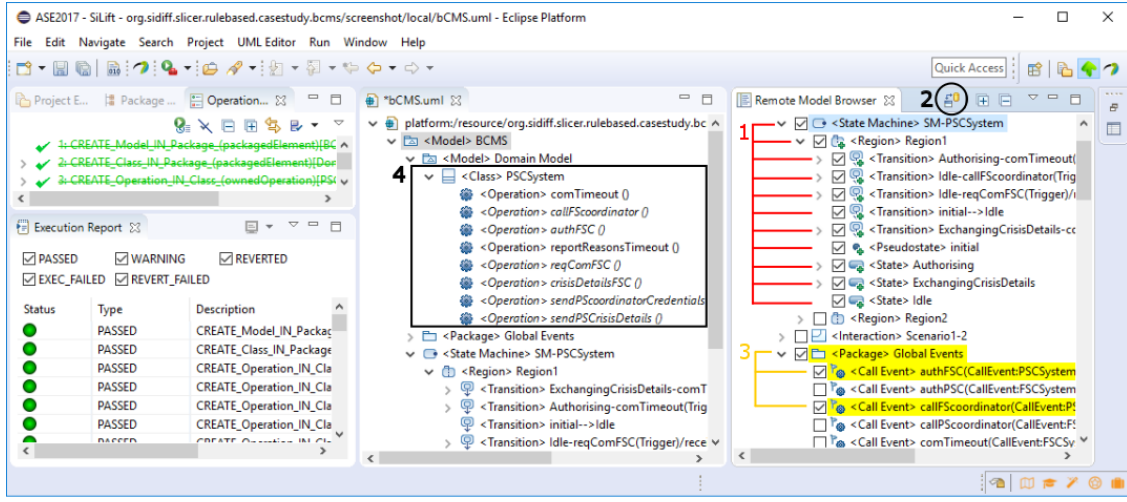 ASE2017 - SiLift - org.sidiff.slicer.rulebased.casestudy.bcms/screenshot/local/bCMS.uml - Eclipse Platform
File Edit Navigate Search Project UML Editor Run Window Help
Quick Access
Project E... Package ... Operation...
1: CREATE_Model_IN_Package_(packagedElement)[BC
2: CREATE_Class_IN_Package_(packagedElement)[Dor
3: CREATE_Operation_IN_Class_(ownedOperation)[PS
Execution Report
PASSED WARNING REVERTED
EXEC_FAILED REVERT_FAILED
Status Type Description
PASSED CREATE_Model_IN_Packag
PASSED CREATE_Class_IN_Package
PASSED CREATE_Operation_IN_Cla
PASSED CREATE_Operation_IN_Cla
PASSED CREATE_Operation_IN_Cla
PASSED CREATE_Operation_IN_Cla
PASSED CREATE_Operation_IN_Cla
*bCMS.uml
platform:/resource/org.sidiff.slicer.rulebased.casestudy.bc
<Model> BCMS
<Model> Domain Model
4
<Class> PSCSystem
<Operation> comTimeout ()
<Operation> callFScoordinator ()
<Operation> authFSC ()
<Operation> reportReasonsTimeout ()
<Operation> reqComFSC ()
<Operation> crisisDetailsFSC ()
<Operation> sendPScoordinatorCredentials
<Operation> sendPSCrisisDetails ()
<Package> Global Events
<State Machine> SM-PSCSystem
<Region> Region1
<Transition> ExchangingCrisisDetails-comT
<Transition> Authorising-comTimeout(Trig
<Transition> initial-->Idle
<Transition> Idle-reqComFSC(Trigger)/rece
Remote Model Browser
2
1
<State Machine> SM-PSCSystem
<Region> Region1
<Transition> Authorising-comTimeout(
<Transition> Idle-callFScoordinator(Trig
<Transition> Idle-reqComFSC(Trigger)/
<Transition> initial-->Idle
<Transition> ExchangingCrisisDetails-cc
<Pseudostate> initial
<State> Authorising
<State> ExchangingCrisisDetails
<State> Idle
<Region> Region2
<Interaction> Scenario1-2
3
<Package> Global Events
<Call Event> authFSC(CallEvent:PSCSystem
<Call Event> authPSC(CallEvent:PSCSystem
<Call Event> callFScoordinator(CallEvent:PS
<Call Event> callPScoordinator(CallEvent:FS
<Call Event> comTimeout(CallEvent:FSCSy